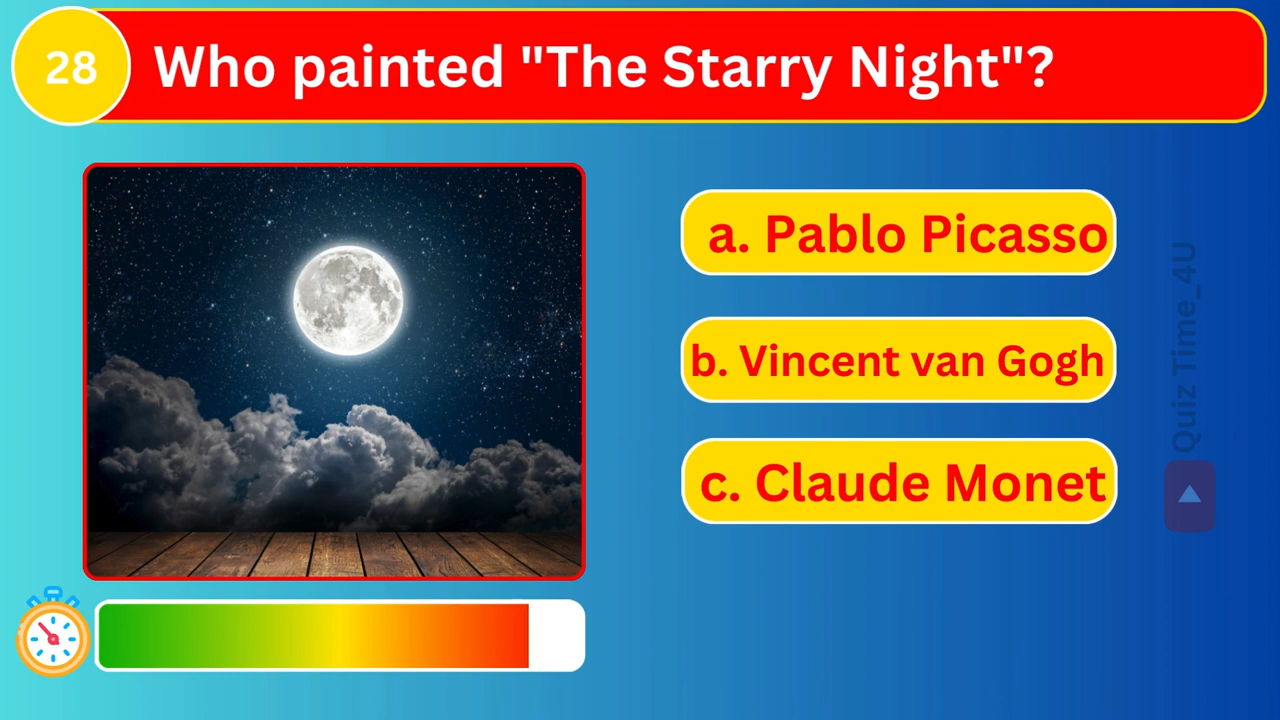 28
Who painted "The Starry Night"?
a. Pablo Picasso
b. Vincent van Gogh
c. Claude Monet
Quiz Time_4U